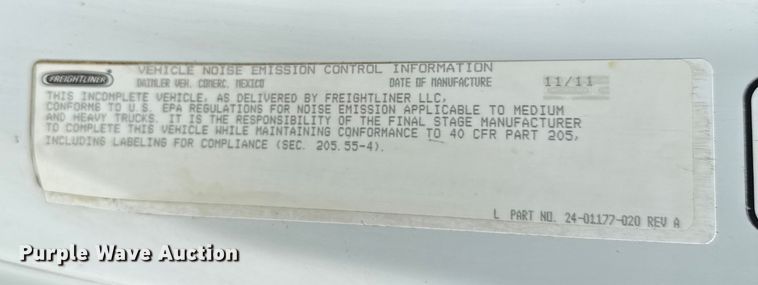 FREIGHTLINER VEHICLE NOISE EMISSION CONTROL INFORMATION
DAIMLER VEH. COMERC. MEXICO DATE OF MANUFACTURE 11/11
THIS INCOMPLETE VEHICLE, AS DELIVERED BY FREIGHTLINER LLC,
CONFORMS TO U.S. EPA REGULATIONS FOR NOISE EMISSION APPLICABLE TO MEDIUM
AND HEAVY TRUCKS. IT IS THE RESPONSIBILITY OF THE FINAL STAGE MANUFACTURER
TO COMPLETE THIS VEHICLE WHILE MAINTAINING CONFORMANCE TO 40 CFR PART 205,
INCLUDING LABELING FOR COMPLIANCE (SEC. 205.55-4).
L PART NO. 24-01177-020 REV A
Purple Wave Auction